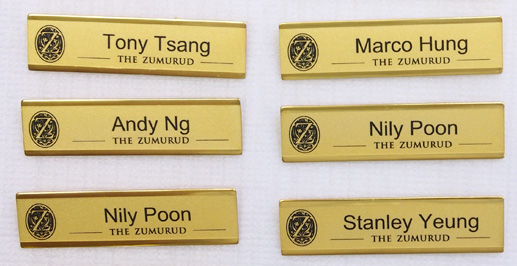 Tony Tsang
THE ZUMURUD
Marco Hung
THE ZUMURUD
Andy Ng
THE ZUMURUD
Nily Poon
THE ZUMURUD
Nily Poon
THE ZUMURUD
Stanley Yeung
THE ZUMURUD